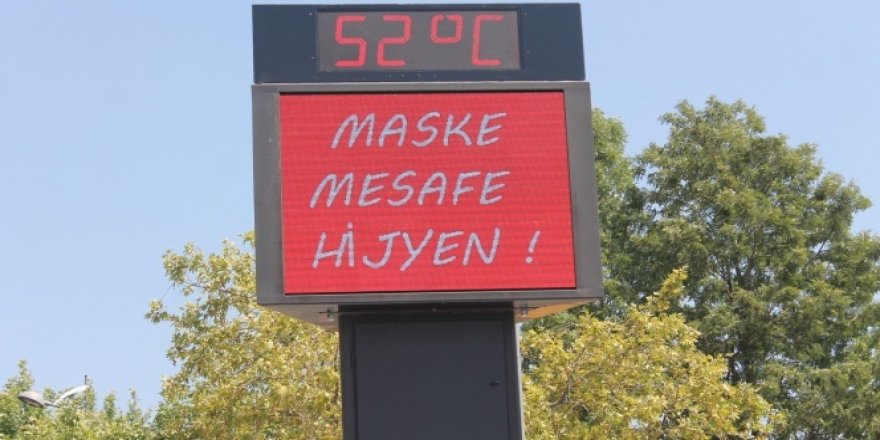 52°C
MASKE
MESAFE
HİJYEN !